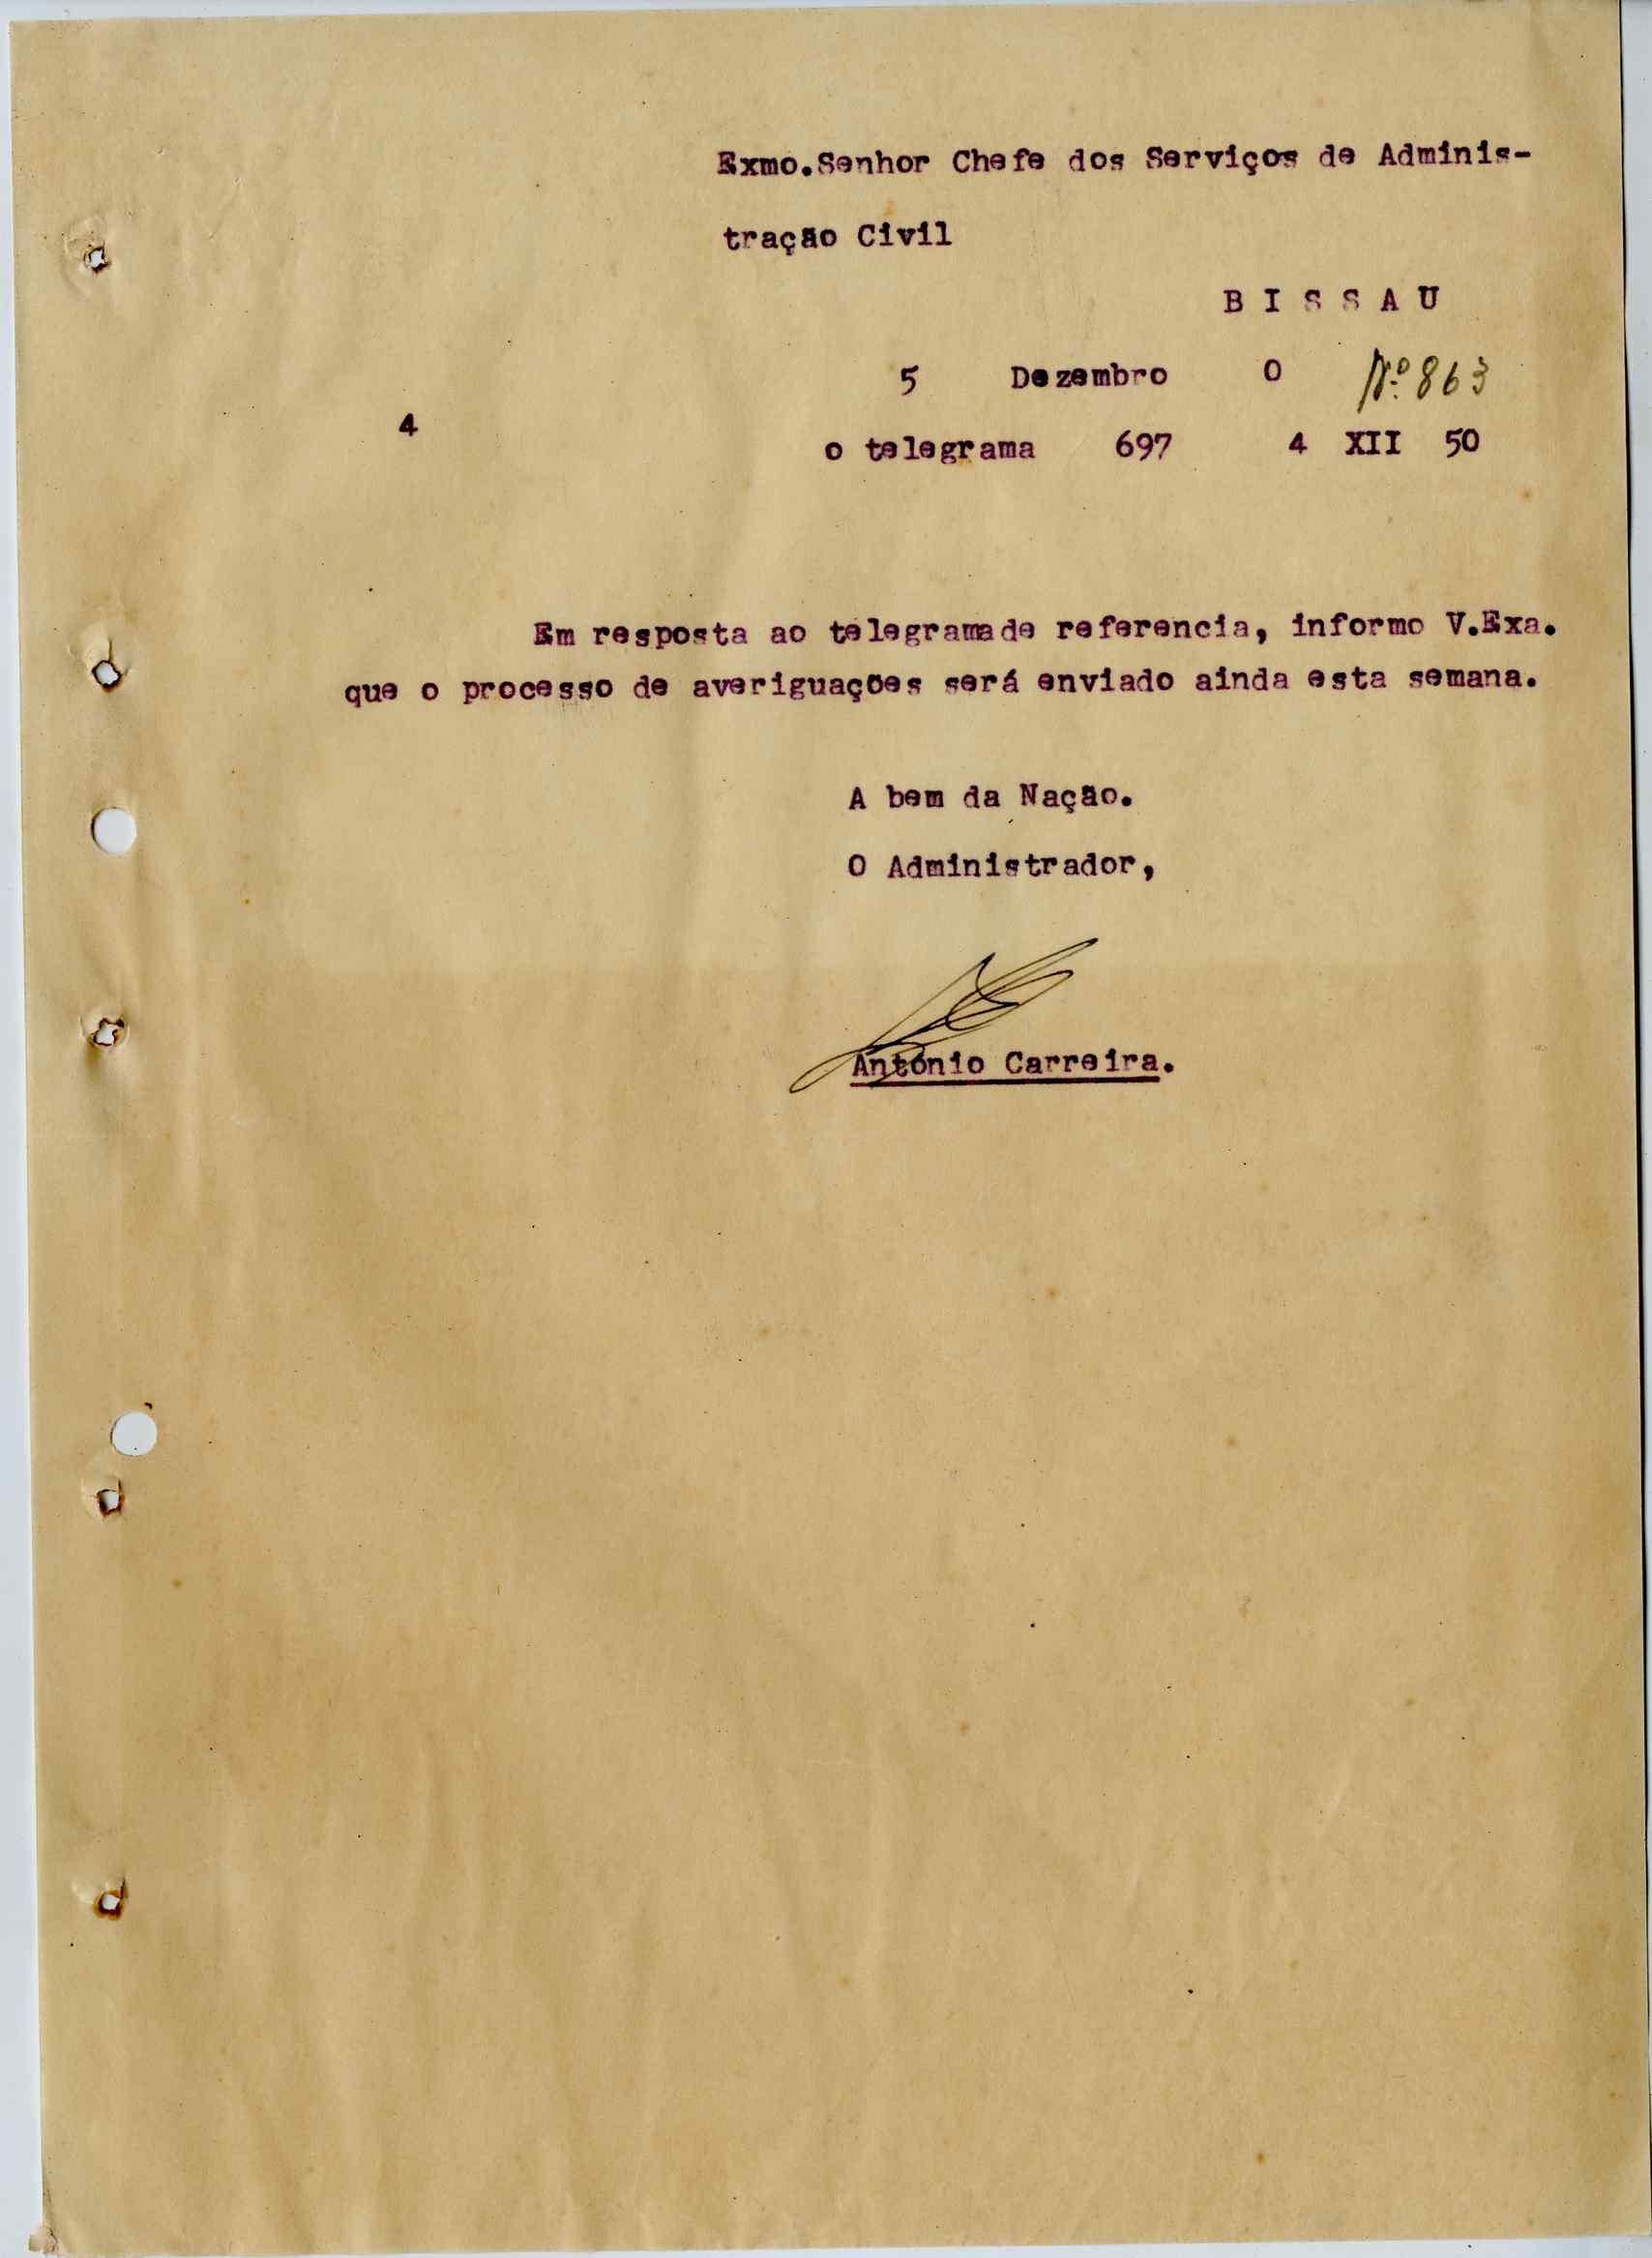 Exmo.Senhor Chefe dos Serviços de Adminis-
tração Civil
B I S S A U
5 Dezembro 0 Nº 863
4
o telegrama 697 4 XII 50
Em resposta ao telegramade referencia, informo V.Exa.
que o processo de averiguações será enviado ainda esta semana.
A bem da Nação.
O Administrador,
António Carreira.